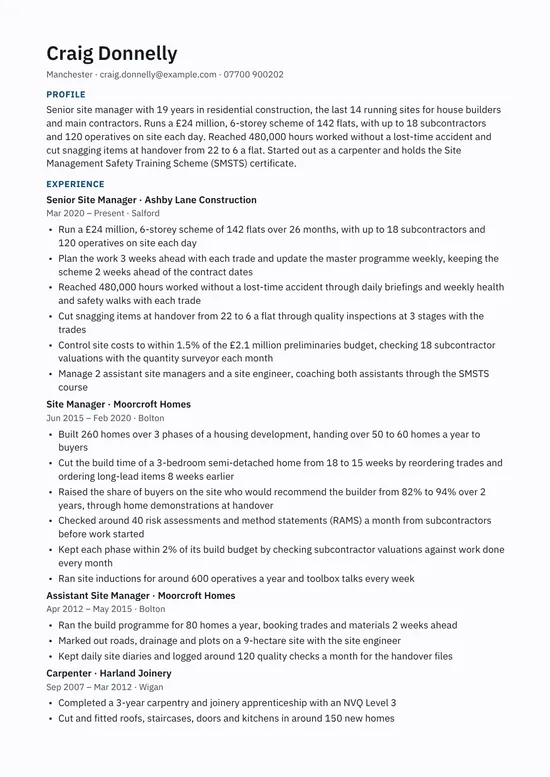 Craig Donnelly
Manchester · craig.donnelly@example.com · 07700 900202
PROFILE
Senior site manager with 19 years in residential construction, the last 14 running sites for house builders
and main contractors. Runs a £24 million, 6-storey scheme of 142 flats, with up to 18 subcontractors
and 120 operatives on site each day. Reached 480,000 hours worked without a lost-time accident and
cut snagging items at handover from 22 to 6 a flat. Started out as a carpenter and holds the Site
Management Safety Training Scheme (SMSTS) certificate.
EXPERIENCE
Senior Site Manager · Ashby Lane Construction
Mar 2020 – Present · Salford
• Run a £24 million, 6-storey scheme of 142 flats over 26 months, with up to 18 subcontractors and
120 operatives on site each day
• Plan the work 3 weeks ahead with each trade and update the master programme weekly, keeping the
scheme 2 weeks ahead of the contract dates
• Reached 480,000 hours worked without a lost-time accident through daily briefings and weekly health
and safety walks with each trade
• Cut snagging items at handover from 22 to 6 a flat through quality inspections at 3 stages with the
trades
• Control site costs to within 1.5% of the £2.1 million preliminaries budget, checking 18 subcontractor
valuations with the quantity surveyor each month
• Manage 2 assistant site managers and a site engineer, coaching both assistants through the SMSTS
course
Site Manager · Moorcroft Homes
Jun 2015 – Feb 2020 · Bolton
• Built 260 homes over 3 phases of a housing development, handing over 50 to 60 homes a year to
buyers
• Cut the build time of a 3-bedroom semi-detached home from 18 to 15 weeks by reordering trades and
ordering long-lead items 8 weeks earlier
• Raised the share of buyers on the site who would recommend the builder from 82% to 94% over 2
years, through home demonstrations at handover
• Checked around 40 risk assessments and method statements (RAMS) a month from subcontractors
before work started
• Kept each phase within 2% of its build budget by checking subcontractor valuations against work done
every month
• Ran site inductions for around 600 operatives a year and toolbox talks every week
Assistant Site Manager · Moorcroft Homes
Apr 2012 – May 2015 · Bolton
• Ran the build programme for 80 homes a year, booking trades and materials 2 weeks ahead
• Marked out roads, drainage and plots on a 9-hectare site with the site engineer
• Kept daily site diaries and logged around 120 quality checks a month for the handover files
Carpenter · Harland Joinery
Sep 2007 – Mar 2012 · Wigan
• Completed a 3-year carpentry and joinery apprenticeship with an NVQ Level 3
• Cut and fitted roofs, staircases, doors and kitchens in around 150 new homes